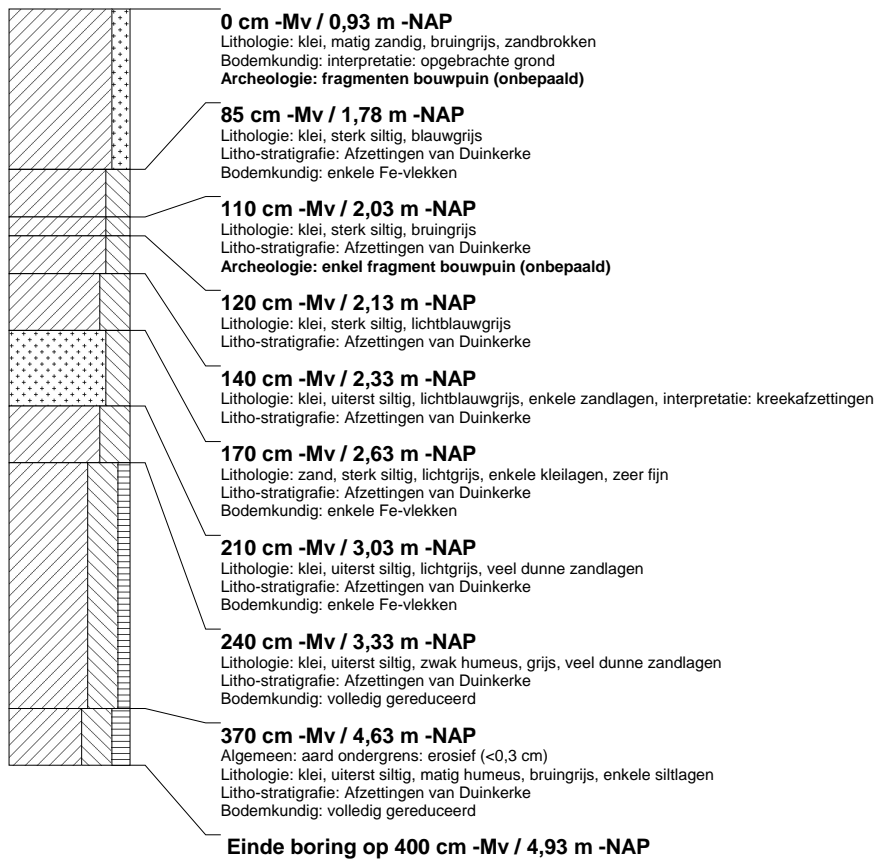 0 cm -Mv / 0,93 m -NAP
Lithologie: klei, matig zandig, bruingrijs, zandbrokken
Bodemkundig: interpretatie: opgebrachte grond
Archeologie: fragmenten bouwpuin (onbepaald)
85 cm -Mv / 1,78 m -NAP
Lithologie: klei, sterk siltig, blauwgrijs
Litho-stratigrafie: Afzettingen van Duinkerke
Bodemkundig: enkele Fe-vlekken
110 cm -Mv / 2,03 m -NAP
Lithologie: klei, sterk siltig, bruingrijs
Litho-stratigrafie: Afzettingen van Duinkerke
Archeologie: enkel fragment bouwpuin (onbepaald)
120 cm -Mv / 2,13 m -NAP
Lithologie: klei, sterk siltig, lichtblauwgrijs
Litho-stratigrafie: Afzettingen van Duinkerke
140 cm -Mv / 2,33 m -NAP
Lithologie: klei, uiterst siltig, lichtblauwgrijs, enkele zandlagen, interpretatie: kreekafzettingen
Litho-stratigrafie: Afzettingen van Duinkerke
170 cm -Mv / 2,63 m -NAP
Lithologie: zand, sterk siltig, lichtgrijs, enkele kleilagen, zeer fijn
Litho-stratigrafie: Afzettingen van Duinkerke
Bodemkundig: enkele Fe-vlekken
210 cm -Mv / 3,03 m -NAP
Lithologie: klei, uiterst siltig, lichtgrijs, veel dunne zandlagen
Litho-stratigrafie: Afzettingen van Duinkerke
Bodemkundig: enkele Fe-vlekken
240 cm -Mv / 3,33 m -NAP
Lithologie: klei, uiterst siltig, zwak humeus, grijs, veel dunne zandlagen
Litho-stratigrafie: Afzettingen van Duinkerke
Bodemkundig: volledig gereduceerd
370 cm -Mv / 4,63 m -NAP
Algemeen: aard ondergrens: erosief (<0,3 cm)
Lithologie: klei, uiterst siltig, matig humeus, bruingrijs, enkele siltlagen
Litho-stratigrafie: Afzettingen van Duinkerke
Bodemkundig: volledig gereduceerd
Einde boring op 400 cm -Mv / 4,93 m -NAP